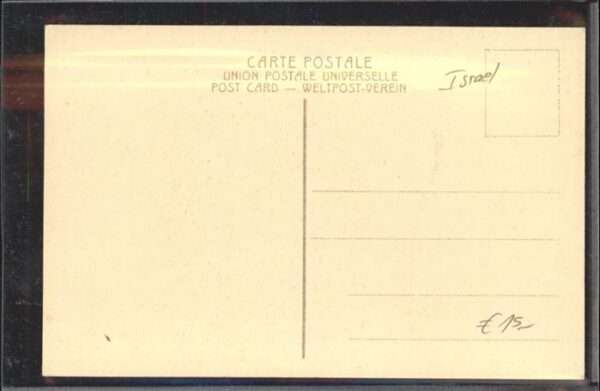 CARTE POSTALE
UNION POSTALE UNIVERSELLE
POST CARD — WELTPOST-VEREIN
Israel
€ 15,-